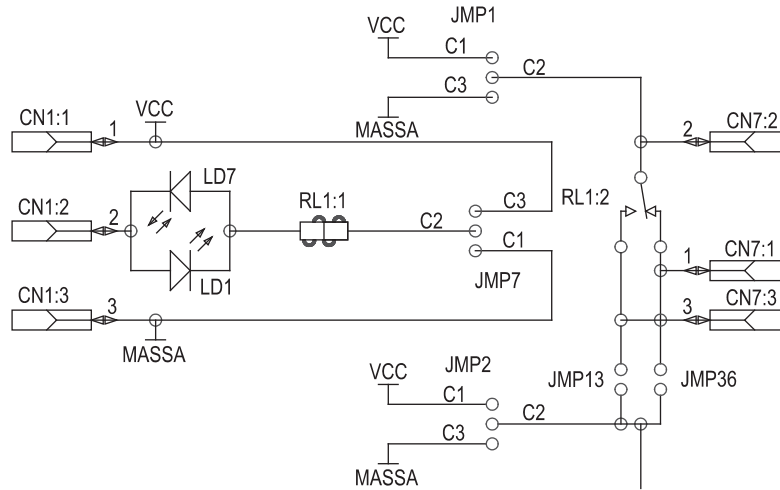 JMP1
VCC
C1
C2
C3
MASSA
CN1:1
1
VCC
2
CN7:2
LD7
RL1:1
RL1:2
C3
CN1:2
2
C2
C1
LD1
JMP7
1
CN7:1
CN1:3
3
CN7:3
3
MASSA
JMP2
VCC
C1
JMP13
JMP36
C2
C3
MASSA